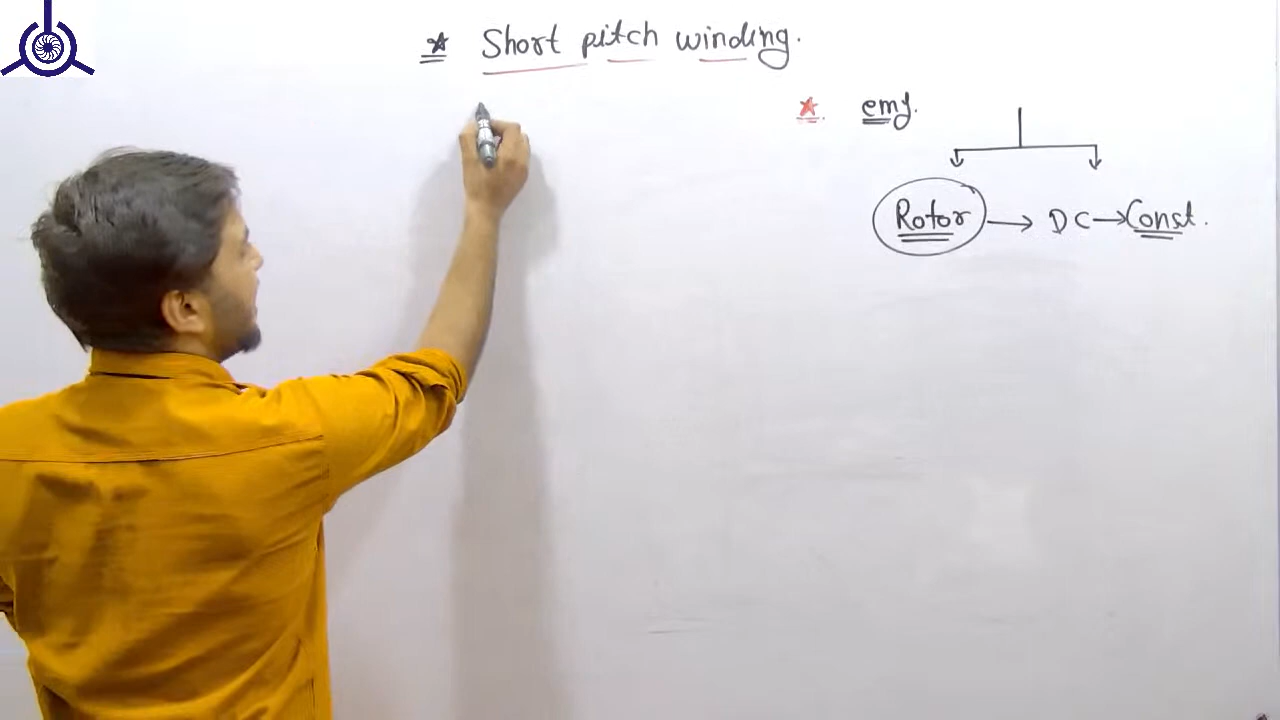 * Short pitch winding.
* emf.
Rotor → DC → Const.